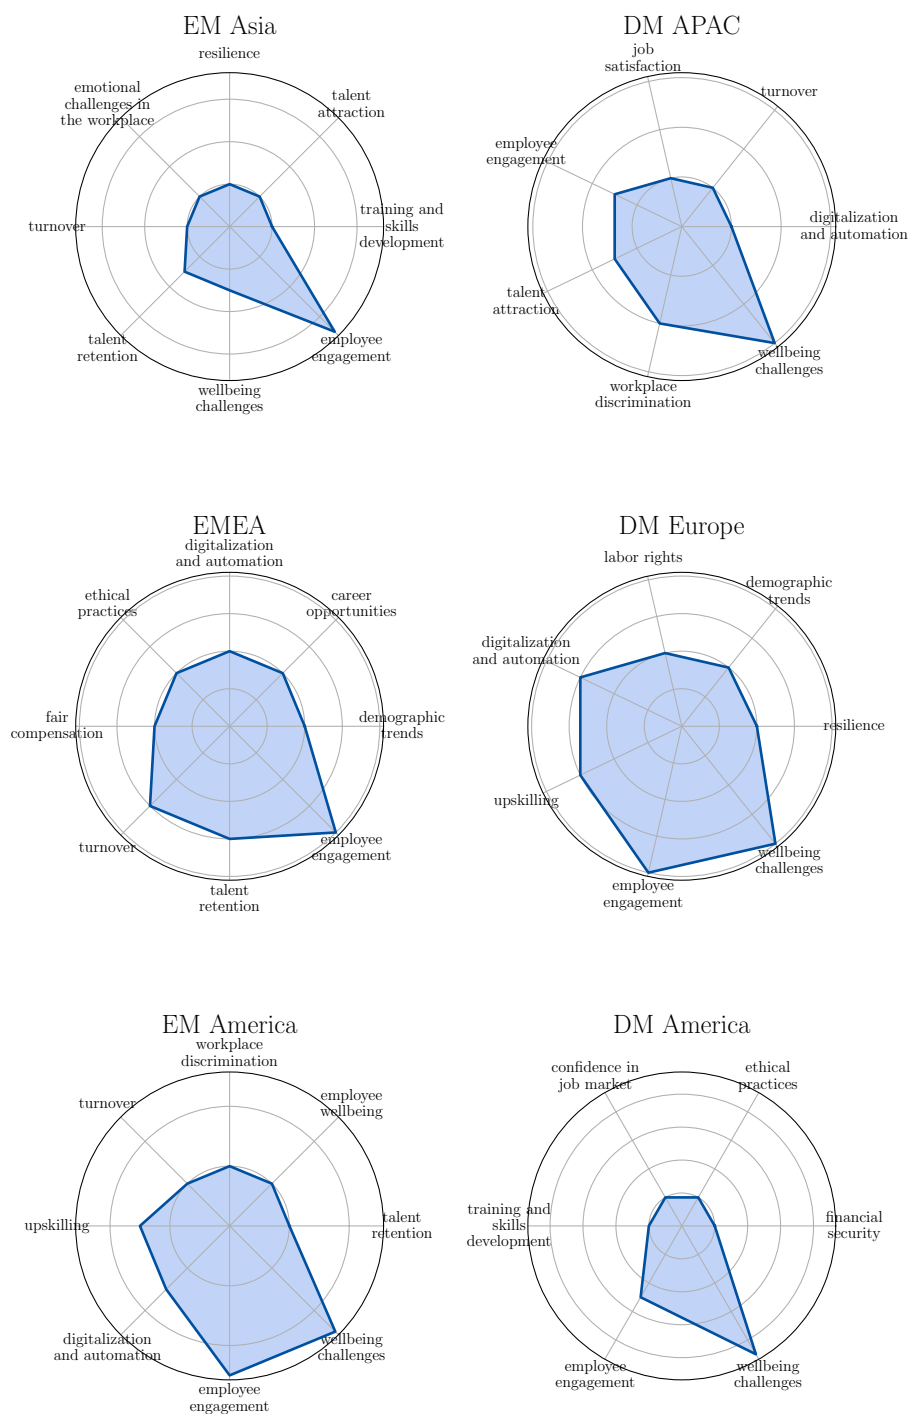 EM Asia
resilience
talent
attraction
emotional
challenges in
the workplace
training and
skills
development
turnover
talent
retention
employee
engagement
wellbeing
challenges
DM APAC
job
satisfaction
turnover
employee
engagement
digitalization
and automation
talent
attraction
wellbeing
challenges
workplace
discrimination
EMEA
digitalization
and automation
ethical
practices
career
opportunities
fair
compensation
demographic
trends
turnover
employee
engagement
talent
retention
DM Europe
labor rights
demographic
trends
digitalization
and automation
resilience
upskilling
wellbeing
challenges
employee
engagement
EM America
workplace
discrimination
turnover
employee
wellbeing
upskilling
talent
retention
digitalization
and automation
wellbeing
challenges
employee
engagement
DM America
confidence in
job market
ethical
practices
training and
skills
development
financial
security
employee
engagement
wellbeing
challenges